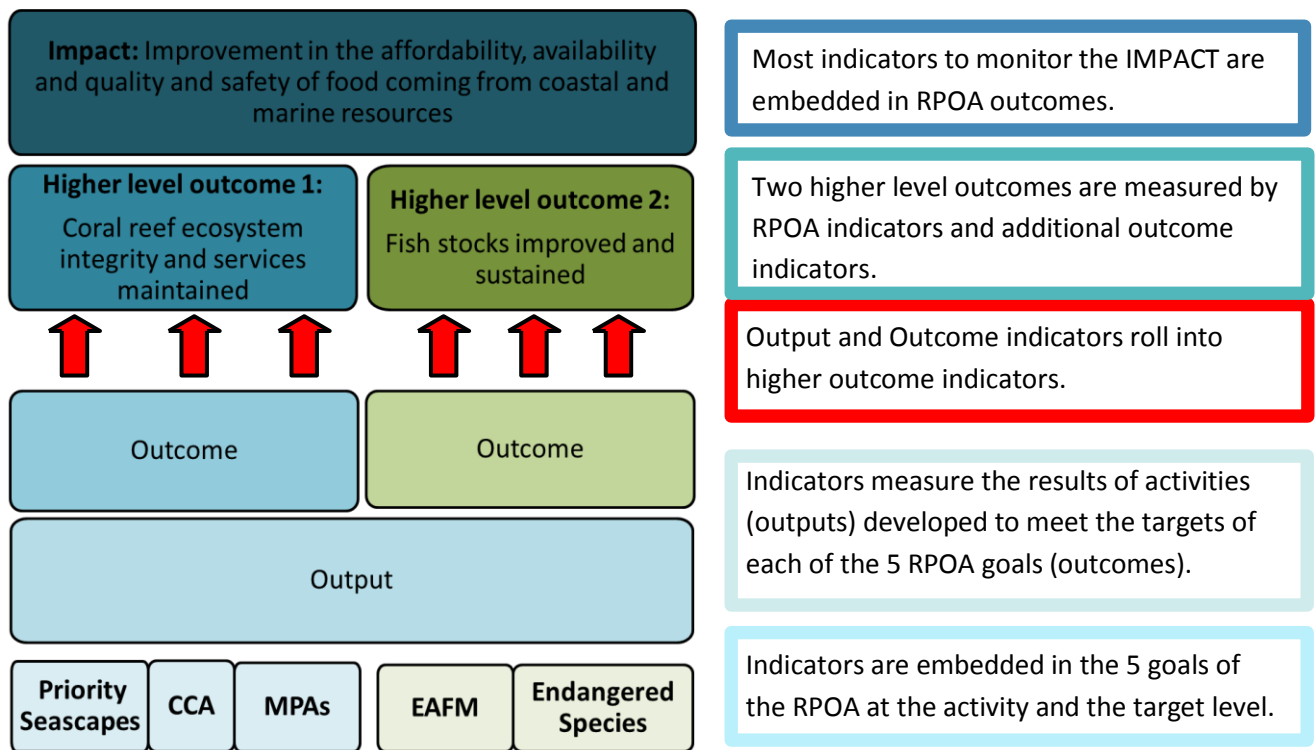 Impact: Improvement in the affordability, availability
and quality and safety of food coming from coastal and
marine resources
Most indicators to monitor the IMPACT are
embedded in RPOA outcomes.
Higher level outcome 1:
Coral reef ecosystem
integrity and services
maintained
Higher level outcome 2:
Fish stocks improved and
sustained
Two higher level outcomes are measured by
RPOA indicators and additional outcome
indicators.
Output and Outcome indicators roll into
higher outcome indicators.
Outcome
Outcome
Indicators measure the results of activities
(outputs) developed to meet the targets of
each of the 5 RPOA goals (outcomes).
Output
Priority
Seascapes
CCA
MPAs
EAFM
Endangered
Species
Indicators are embedded in the 5 goals of
the RPOA at the activity and the target level.